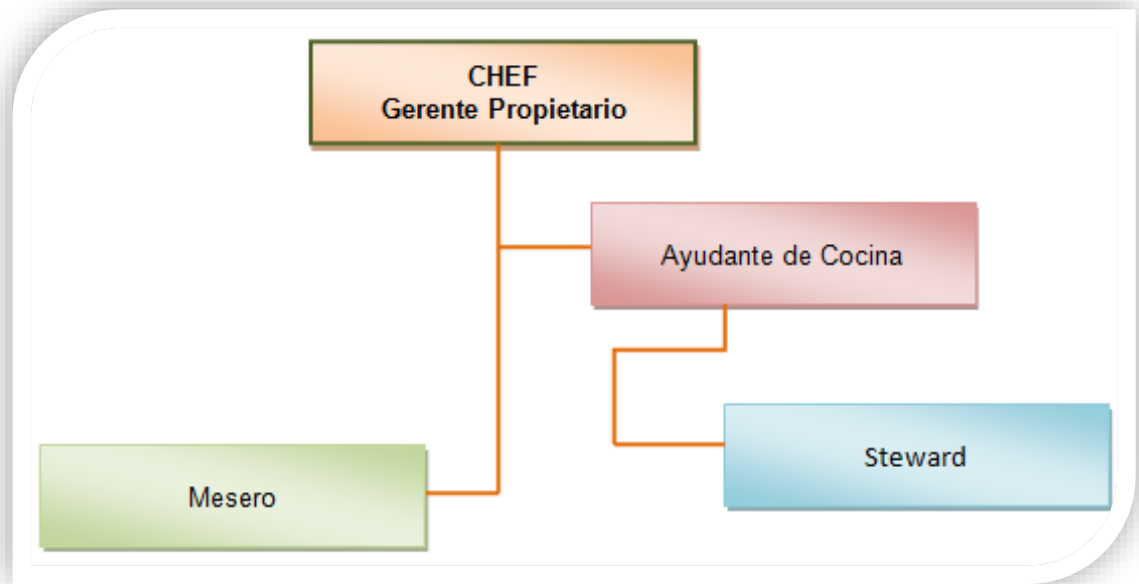 CHEF
Gerente Propietario
Ayudante de Cocina
Steward
Mesero